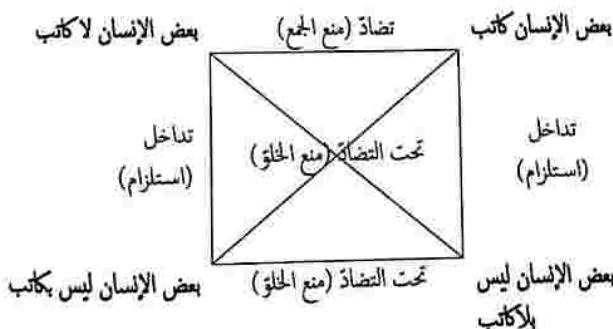 بعض الإنسان كاتب
تضادّ (منع الجمع)
بعض الإنسان لا كاتب
تداخل
(استلزام)
تحت التضادّ (منع الخلوّ)
تداخل
(استلزام)
بعض الإنسان ليس
بلاكاتب
تحت التضادّ (منع الخلوّ)
بعض الإنسان ليس بكاتب